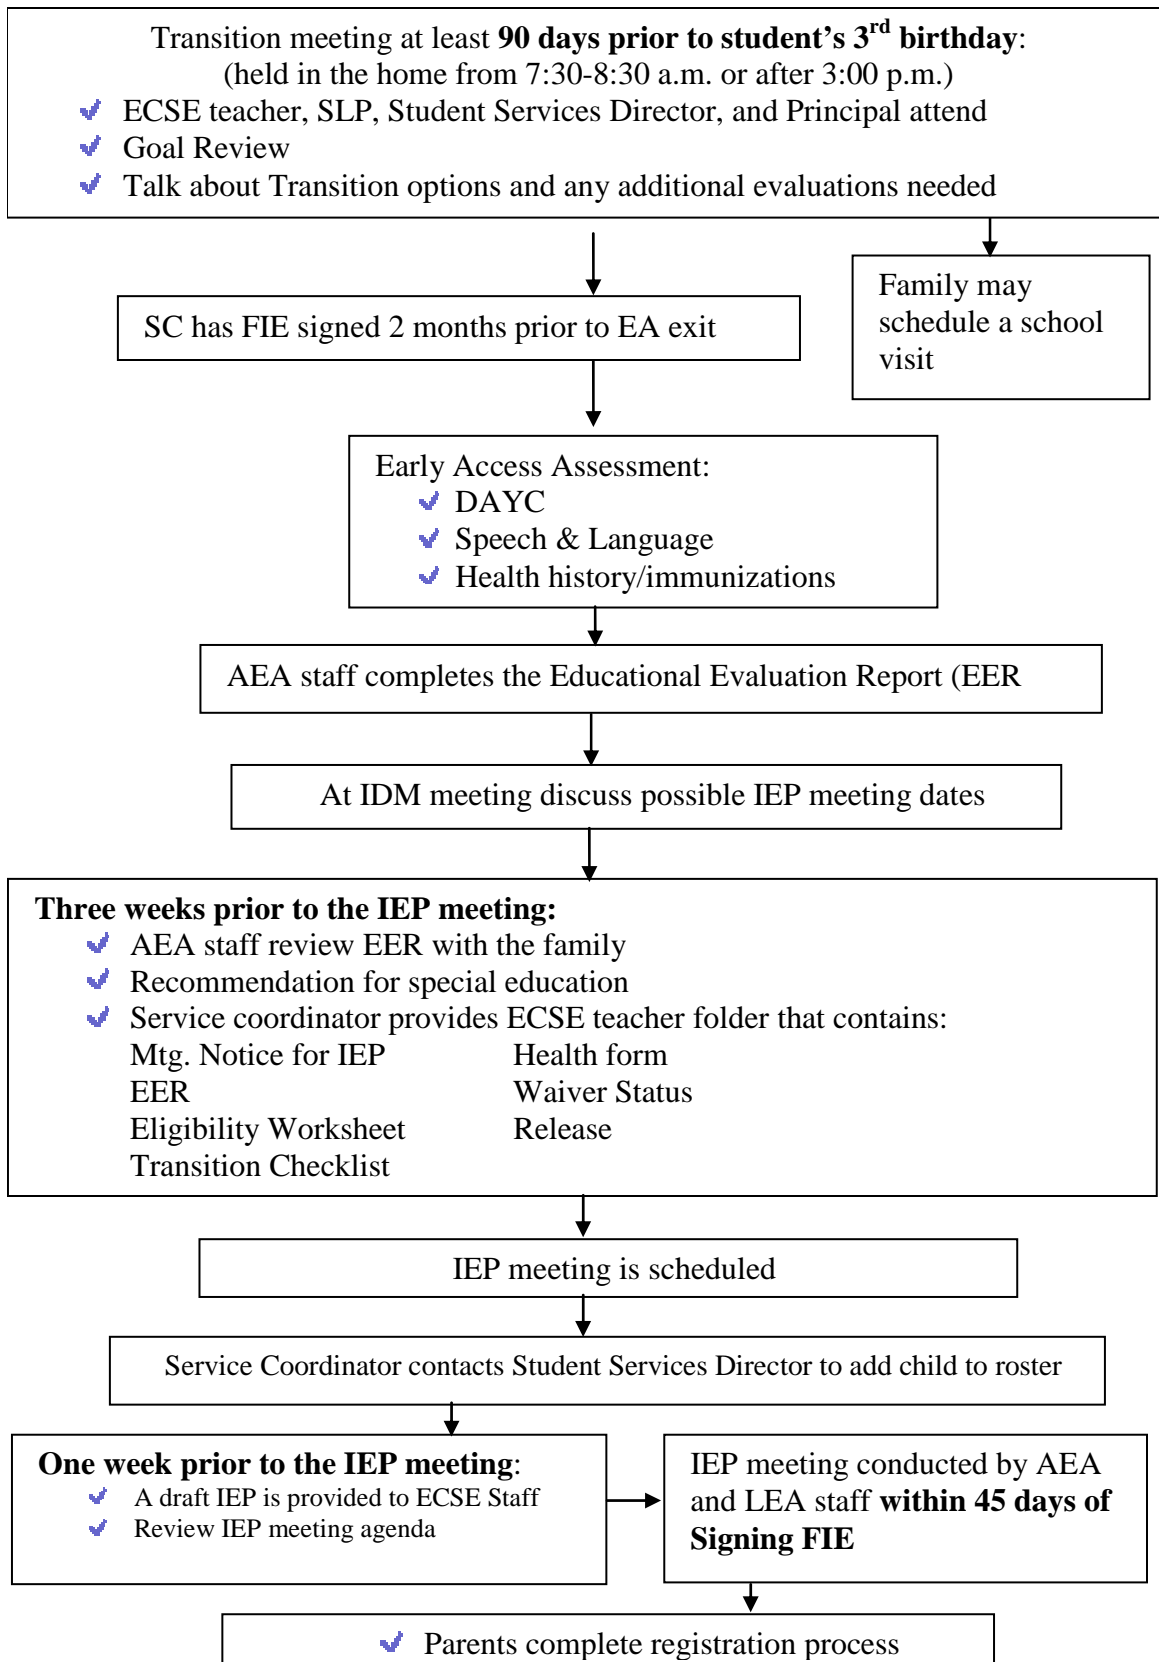 Transition meeting at least 90 days prior to student's 3rd birthday:
(held in the home from 7:30-8:30 a.m. or after 3:00 p.m.)
ECSE teacher, SLP, Student Services Director, and Principal attend
Goal Review
Talk about Transition options and any additional evaluations needed
Family may
schedule a school
visit
SC has FIE signed 2 months prior to EA exit
Early Access Assessment:
DAYC
Speech & Language
Health history/immunizations
AEA staff completes the Educational Evaluation Report (EER
At IDM meeting discuss possible IEP meeting dates
Three weeks prior to the IEP meeting:
AEA staff review EER with the family
Recommendation for special education
Service coordinator provides ECSE teacher folder that contains:
Mtg. Notice for IEP Health form
EER Waiver Status
Eligibility Worksheet Release
Transition Checklist
IEP meeting is scheduled
Service Coordinator contacts Student Services Director to add child to roster
One week prior to the IEP meeting:
A draft IEP is provided to ECSE Staff
Review IEP meeting agenda
IEP meeting conducted by AEA
and LEA staff within 45 days of
Signing FIE
Parents complete registration process